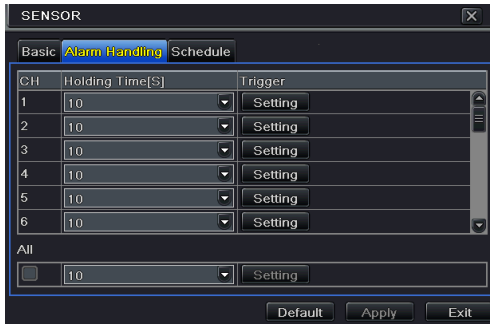 SENSOR
Basic Alarm Handling Schedule
CH Holding Time[S] Trigger
1 10 Setting
2 10 Setting
3 10 Setting
4 10 Setting
5 10 Setting
6 10 Setting
All
10 Setting
Default Apply Exit